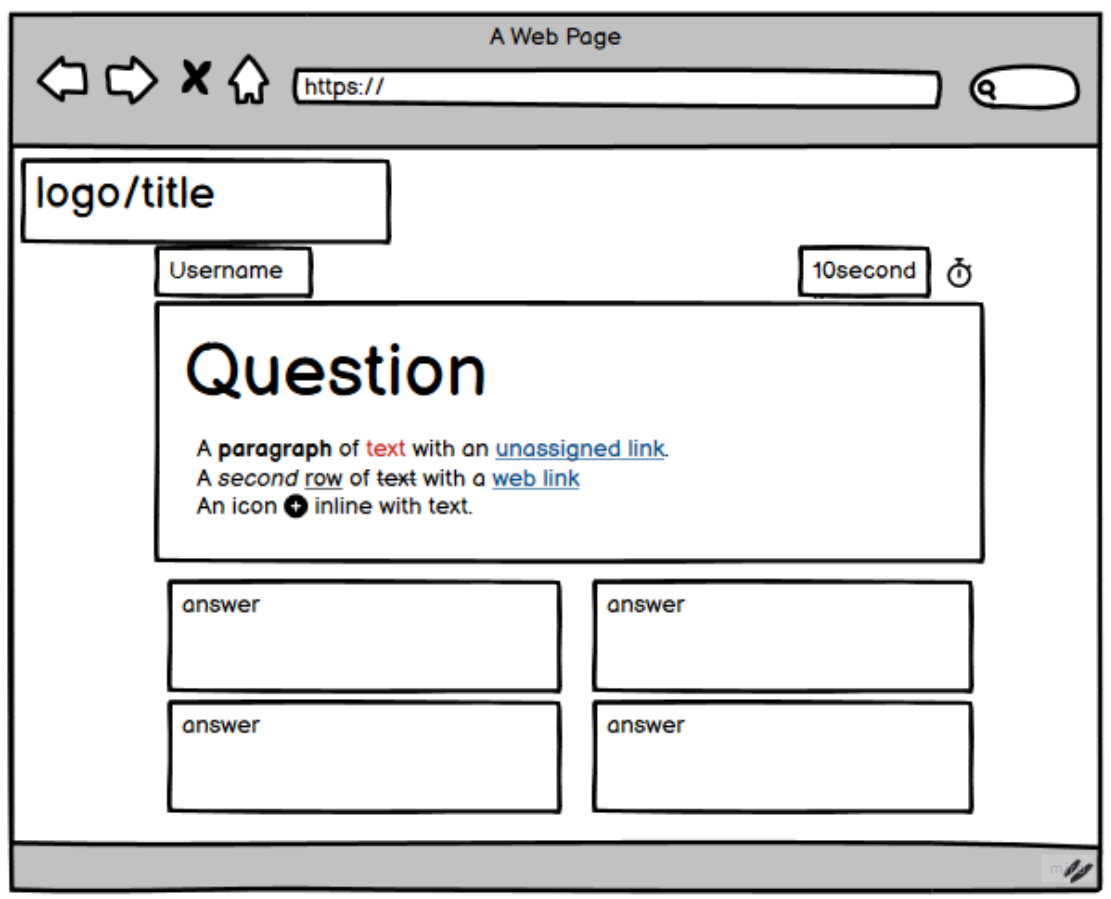 A Web Page
https://
logo/title
Username
10second
Question
A paragraph of text with an unassigned link.
A second row of text with a web link
An icon inline with text.
answer
answer
answer
answer